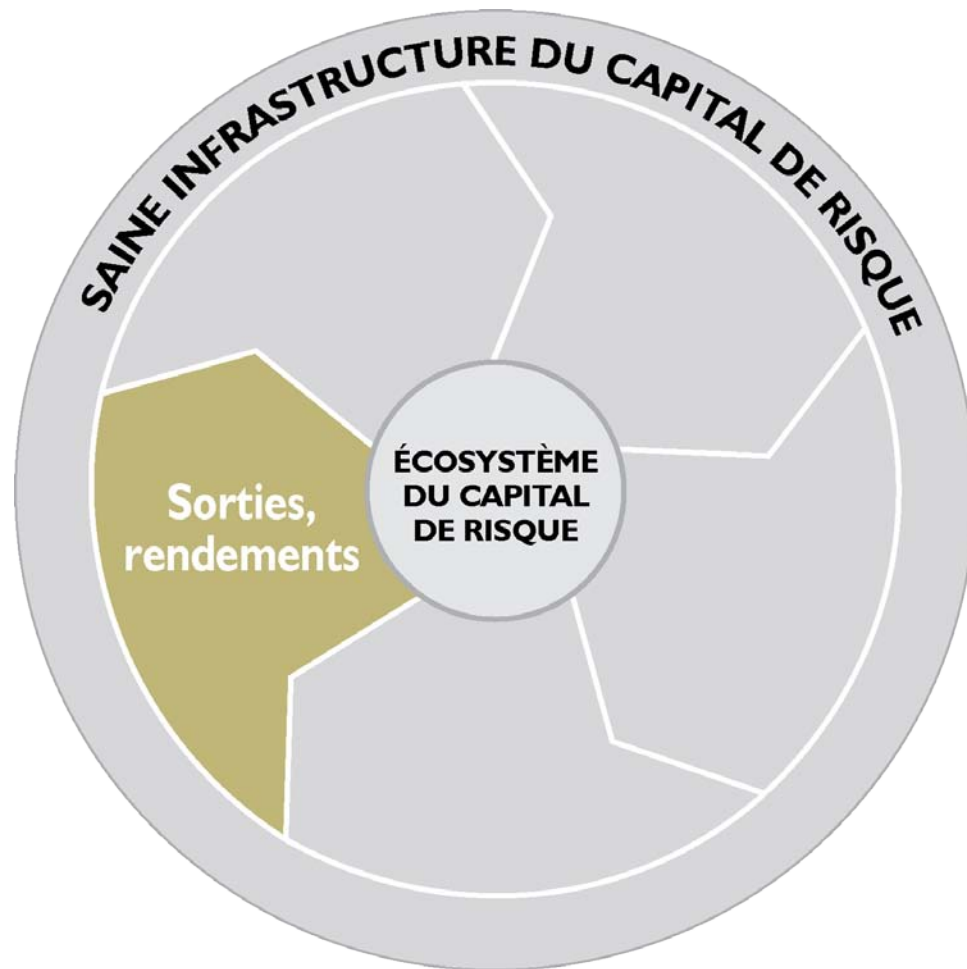 SAINE INFRASTRUCTURE DU CAPITAL DE RISQUE
Sorties,
rendements
ÉCOSYSTÈME
DU CAPITAL
DE RISQUE